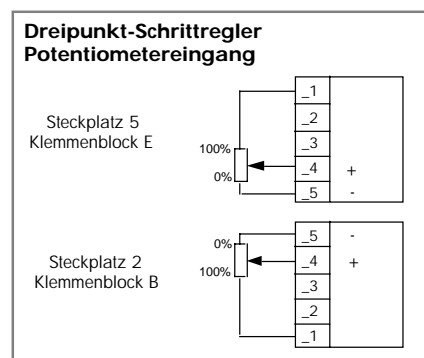 Dreipunkt-Schrittregler
Potentiometereingang
Steckplatz 5
Klemmenblock E
100%
0%
_1
_2
_3
_4 +
_5 -
Steckplatz 2
Klemmenblock B
0%
100%
_5 -
_4 +
_3
_2
_1